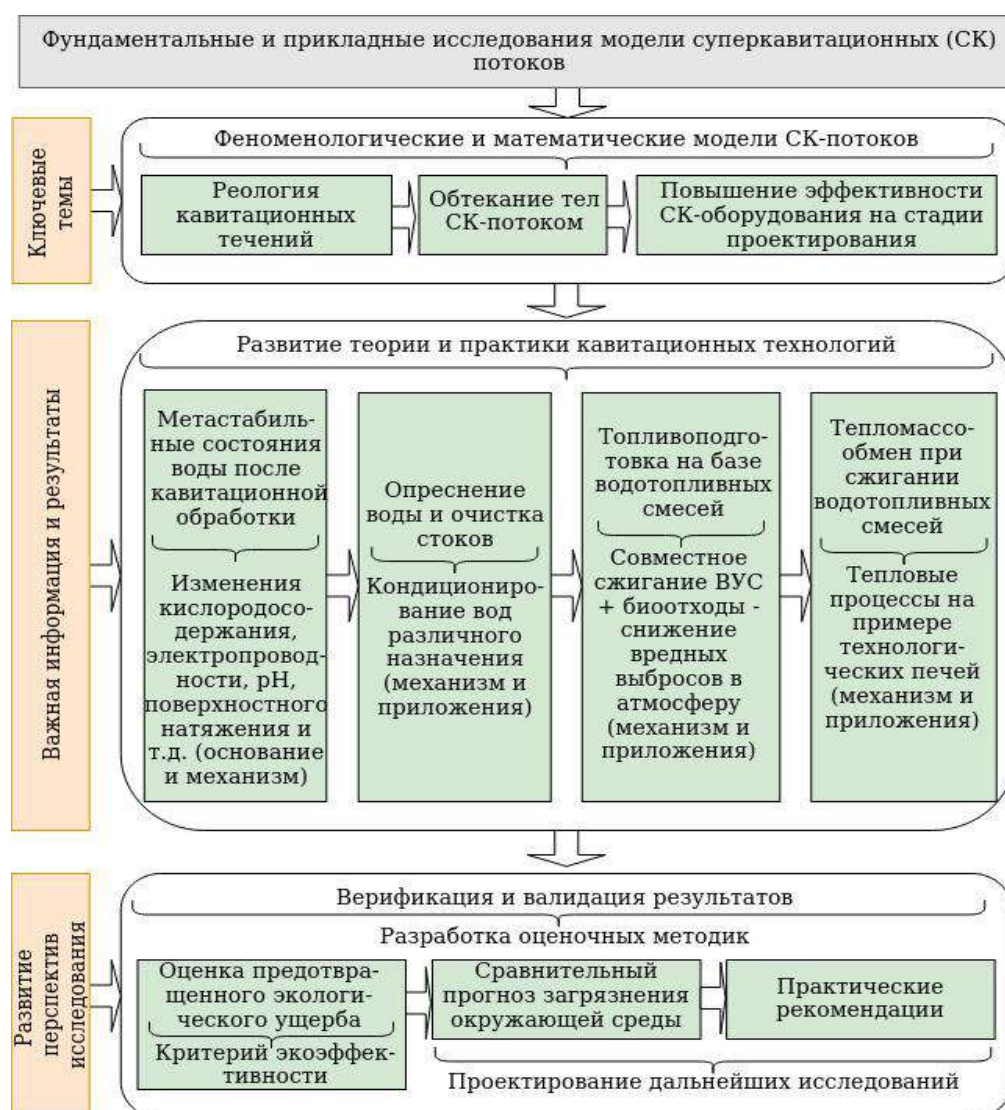 Фундаментальные и прикладные исследования модели суперкавитационных (СК)
потоков
Ключевые
темы
Феноменологические и математические модели СК-потоков
Реология
кавитационных
течений
Обтекание тел
СК-потоком
Повышение эффективности
СК-оборудования на стадии
проектирования
Важная информация и результаты
Развитие теории и практики кавитационных технологий
Метастабиль-
ные состояния
воды после
кавитационной
обработки
Изменения
кислородосо-
держания,
электропровод-
ности, pH,
поверхностного
натяжения и
т.д. (основание
и механизм)
Опреснение
воды и очистка
стоков
Кондициониро-
вание вод
различного
назначения
(механизм и
приложения)
Топливоподго-
товка на базе
водотопливных
смесей
Совместное
сжигание ВУС
+ биоотходы -
снижение
вредных
выбросов в
атмосферу
(механизм и
приложения)
Тепломассо-
обмен при
сжигании
водотопливных
смесей
Тепловые
процессы на
примере
технологи-
ческих печей
(механизм и
приложения)
Развитие
перспектив
исследования
Верификация и валидация результатов
Разработка оценочных методик
Оценка предотвра-
щенного экологи-
ческого ущерба
Критерий экоэффек-
тивности
Сравнительный
прогноз загрязнения
окружающей среды
Практические
рекомендации
Проектирование дальнейших исследований